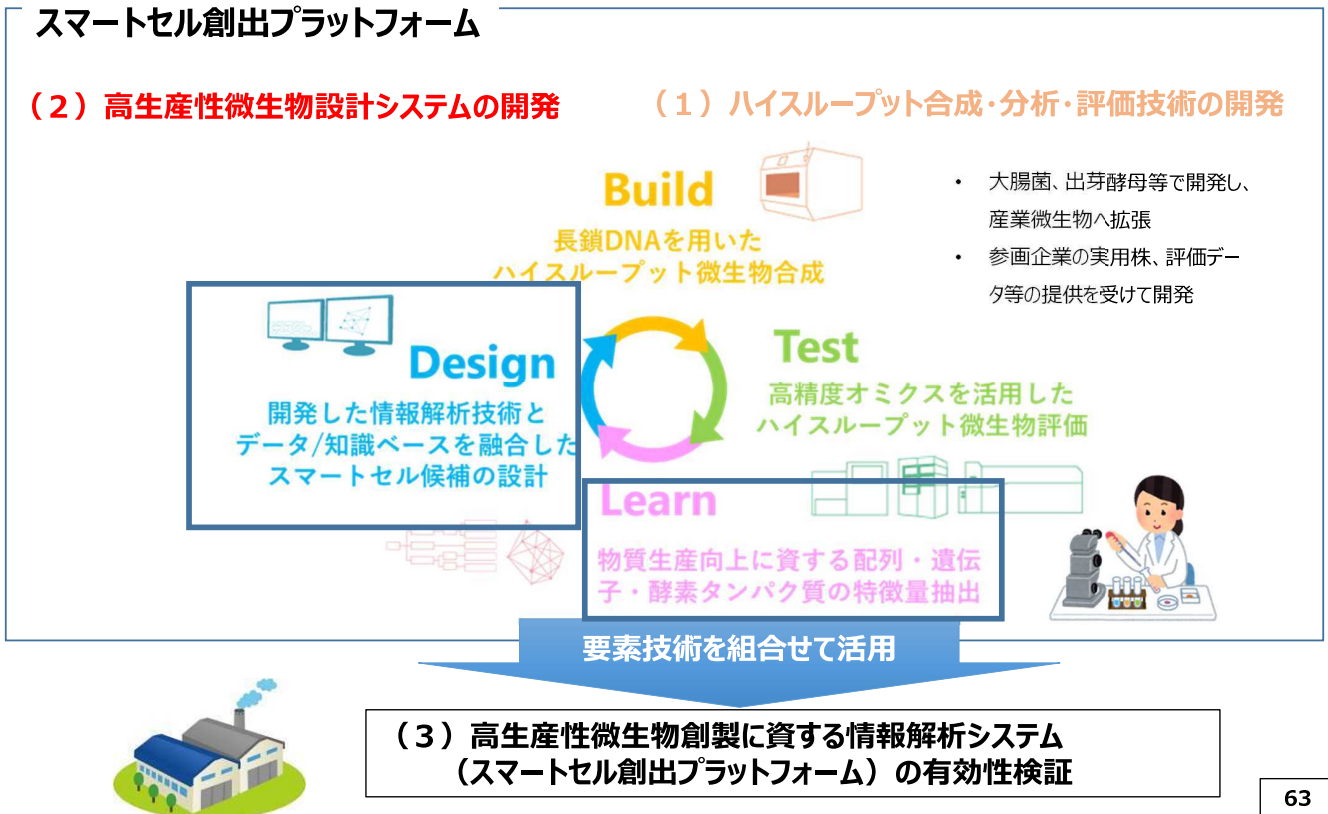 スマートセル創出プラットフォーム
（２）高生産性微生物設計システムの開発
（１）ハイスループット合成・分析・評価技術の開発
Build
長鎖DNAを用いた
ハイスループット微生物合成
• 大腸菌、出芽酵母等で開発し、
産業微生物へ拡張
• 参画企業の実用株、評価デー
タ等の提供を受けて開発
Design
開発した情報解析技術と
データ/知識ベースを融合した
スマートセル候補の設計
Test
高精度オミクスを活用した
ハイスループット微生物評価
Learn
物質生産向上に資する配列・遺伝
子・酵素タンパク質の特徴量抽出
要素技術を組合せて活用
（３）高生産性微生物創製に資する情報解析システム
（スマートセル創出プラットフォーム）の有効性検証
63